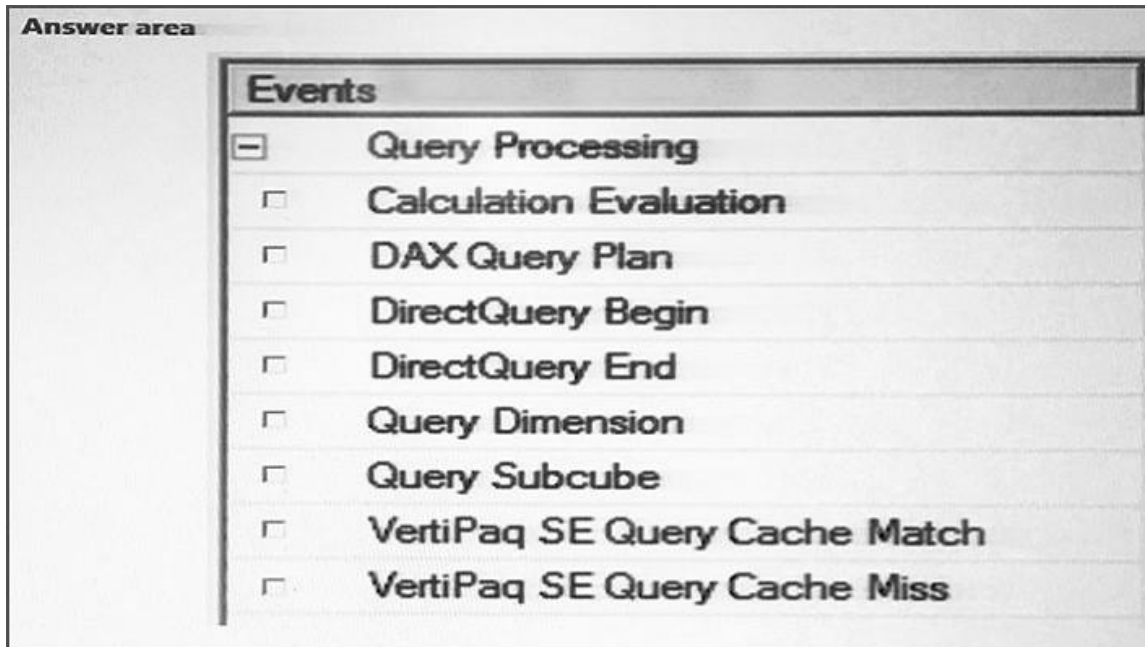 Answer area
Events
Query Processing
Calculation Evaluation
DAX Query Plan
DirectQuery Begin
DirectQuery End
Query Dimension
Query Subcube
VertiPaq SE Query Cache Match
VertiPaq SE Query Cache Miss